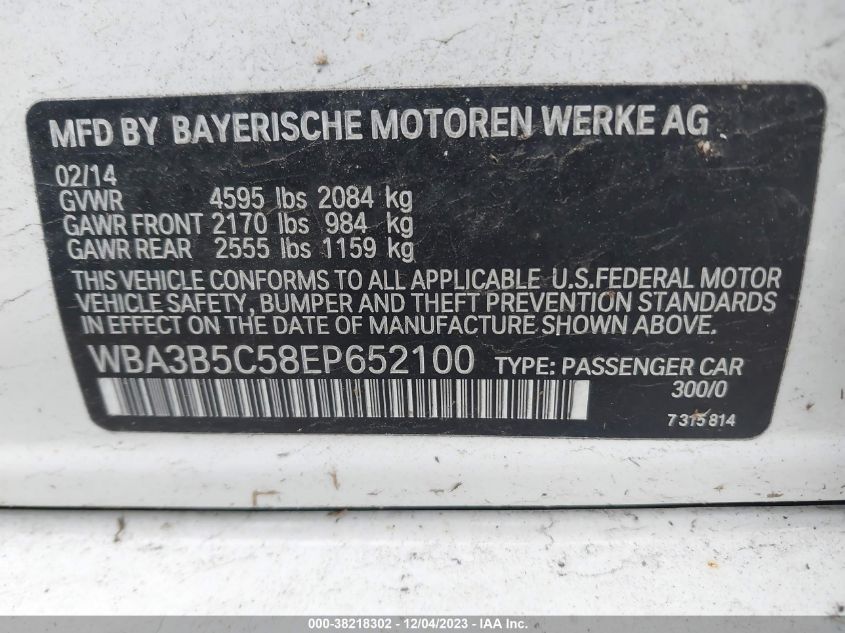 MFD BY BAYERISCHE MOTOREN WERKE AG
02/14
GVWR 4595 lbs 2084 kg
GAWR FRONT 2170 lbs 984 kg
GAWR REAR 2555 lbs 1159 kg
THIS VEHICLE CONFORMS TO ALL APPLICABLE U.S.FEDERAL MOTOR
VEHICLE SAFETY, BUMPER AND THEFT PREVENTION STANDARDS
IN EFFECT ON THE DATE OF MANUFACTURE SHOWN ABOVE.
WBA3B5C58EP652100 TYPE: PASSENGER CAR
300/0
7 315 814
000-38218302 - 12/04/2023 - IAA Inc.